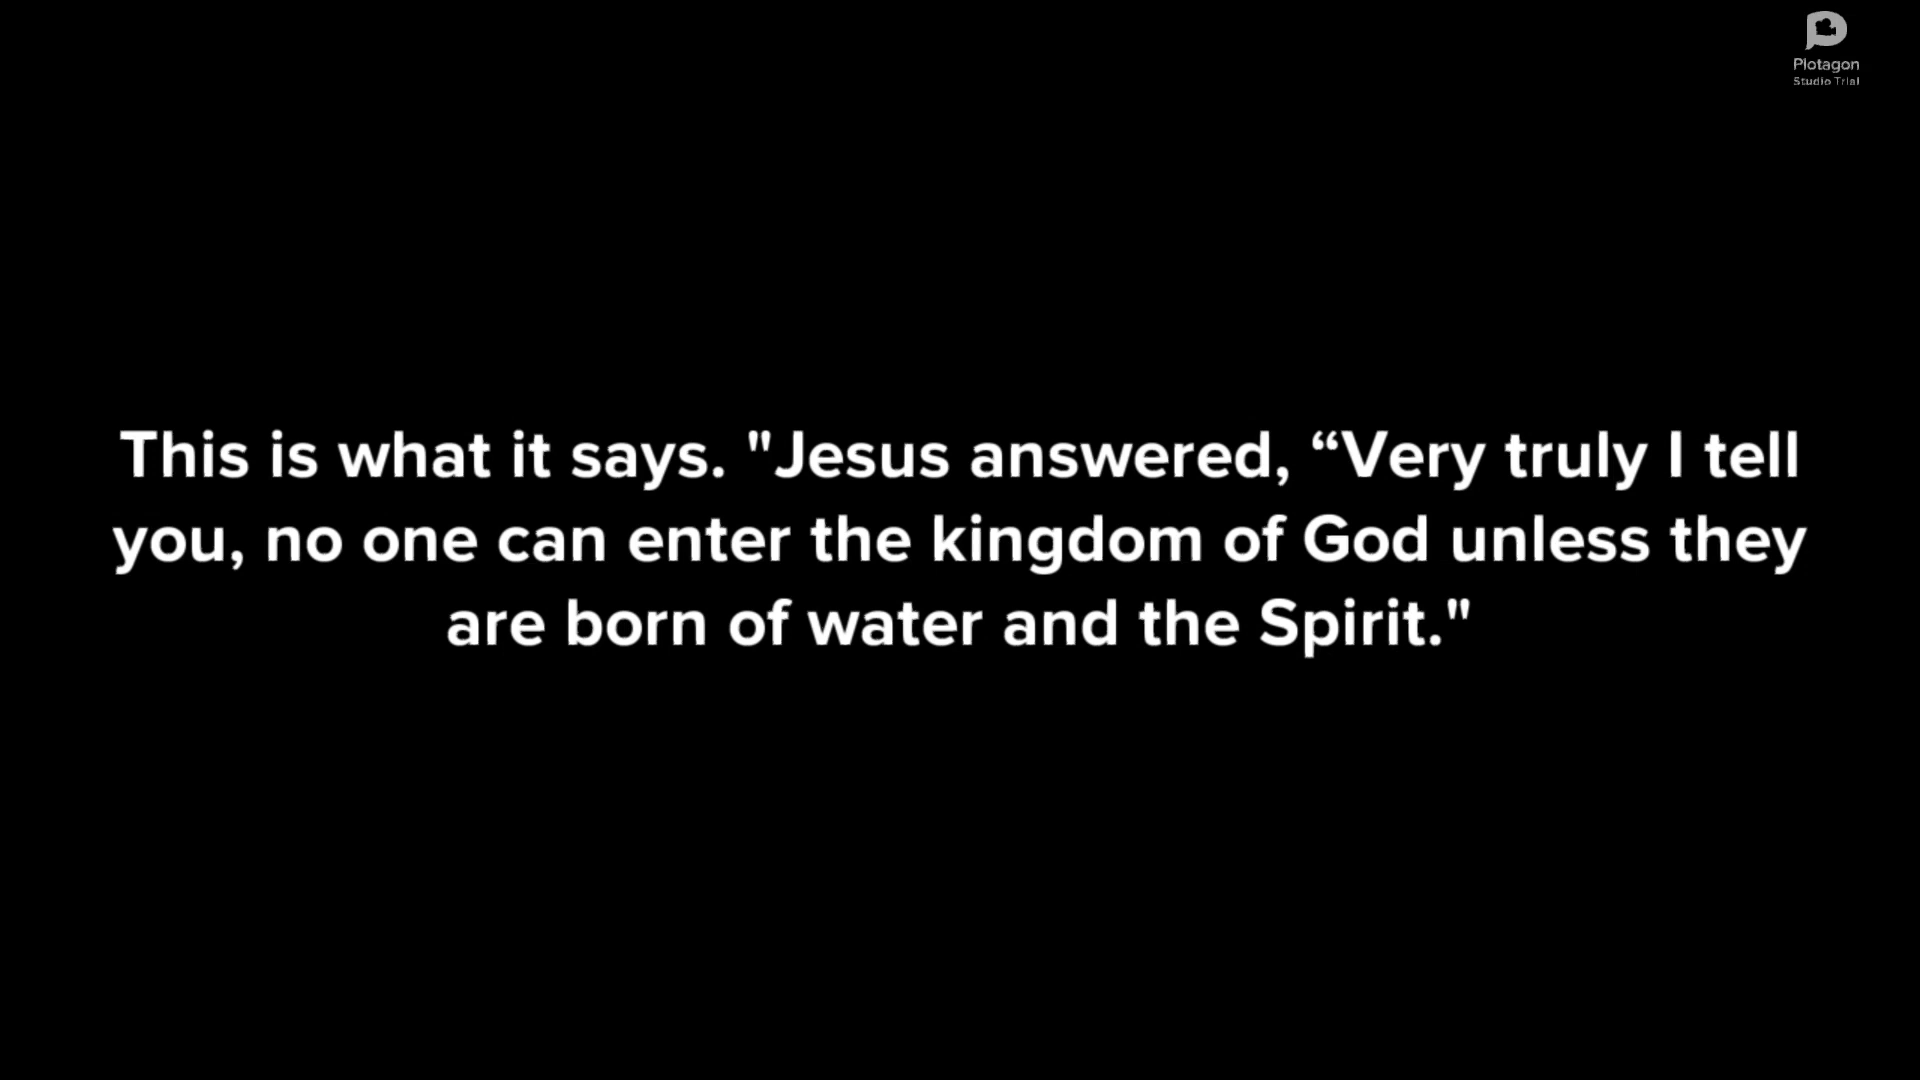 Plotagon
Studio Trial
This is what it says. "Jesus answered, “Very truly I tell
you, no one can enter the kingdom of God unless they
are born of water and the Spirit."